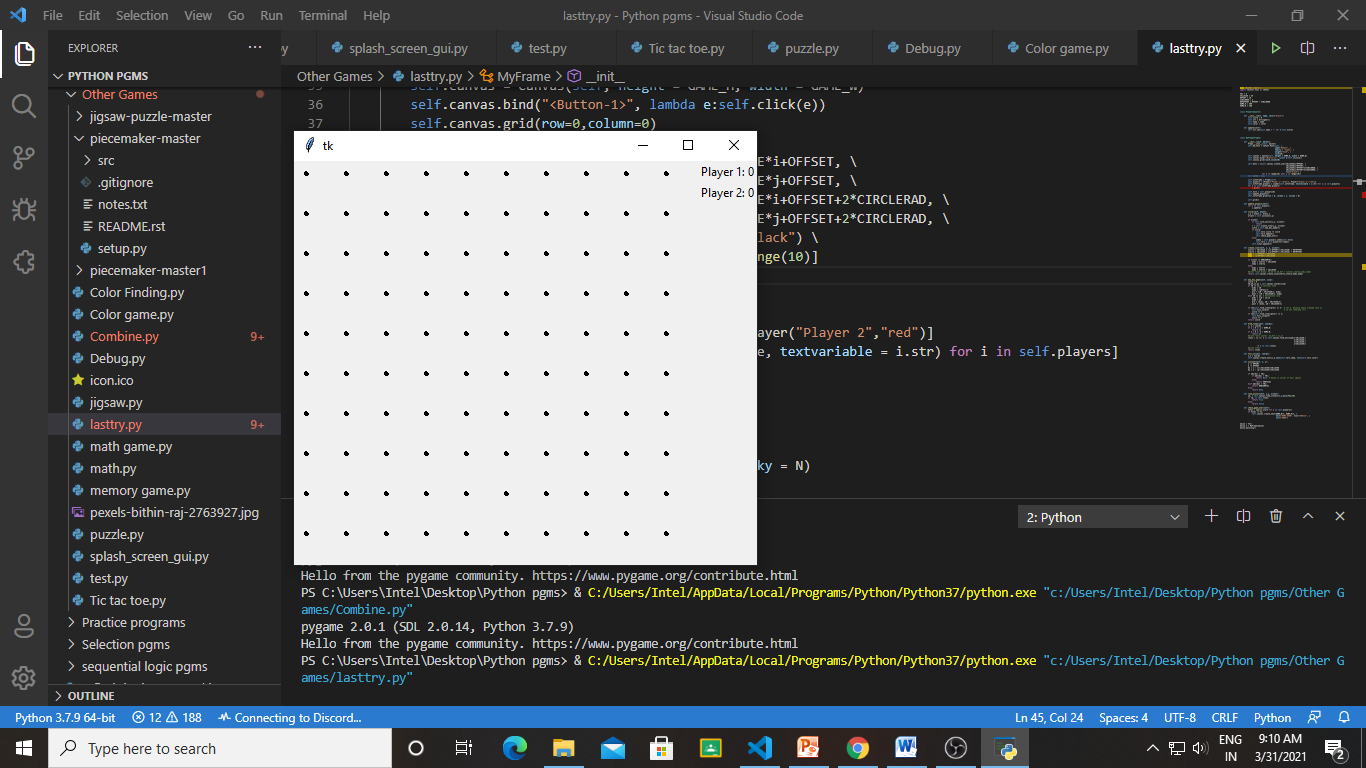 File Edit Selection View Go Run Terminal Help lasttry.py - Python pgms - Visual Studio Code
EXPLORER ···
y splash_screen_gui.py test.py Tic tac toe.py puzzle.py Debug.py Color game.py lasttry.py
PYTHON PGMS
Other Games
jigsaw-puzzle-master
piecemaker-master
src
.gitignore
notes.txt
README.rst
setup.py
piecemaker-master1
Color Finding.py
Color game.py
Combine.py 9+
Debug.py
icon.ico
jigsaw.py
lasttry.py 9+
math game.py
math.py
memory game.py
pexels-bithin-raj-2763927.jpg
puzzle.py
splash_screen_gui.py
test.py
Tic tac toe.py
Practice programs
Selection pgms
sequential logic pgms
OUTLINE
Other Games > lasttry.py > MyFrame > __init__
self.canvas = Canvas(self, height = GAME_H, width = GAME_W)
36 self.canvas.bind("<Button-1>", lambda e:self.click(e))
37 self.canvas.grid(row=0,column=0)
tk
Player 1: 0
Player 2: 0
E*i+OFFSET, \
E*j+OFFSET, \
E*i+OFFSET+2*CIRCLERAD, \
E*j+OFFSET+2*CIRCLERAD, \
lack") \
nge(10)]
ayer("Player 2","red")]
e, textvariable = i.str) for i in self.players]
ky = N)
2: Python
Hello from the pygame community. https://www.pygame.org/contribute.html
PS C:\Users\Intel\Desktop\Python pgms> & C:/Users/Intel/AppData/Local/Programs/Python/Python37/python.exe "c:/Users/Intel/Desktop/Python pgms/Other G
ames/Combine.py"
pygame 2.0.1 (SDL 2.0.14, Python 3.7.9)
Hello from the pygame community. https://www.pygame.org/contribute.html
PS C:\Users\Intel\Desktop\Python pgms> & C:/Users/Intel/AppData/Local/Programs/Python/Python37/python.exe "c:/Users/Intel/Desktop/Python pgms/Other G
ames/lasttry.py"
Python 3.7.9 64-bit 12 188 Connecting to Discord... Ln 45, Col 24 Spaces: 4 UTF-8 CRLF Python
Type here to search
ENG
IN
9:10 AM
3/31/2021
2